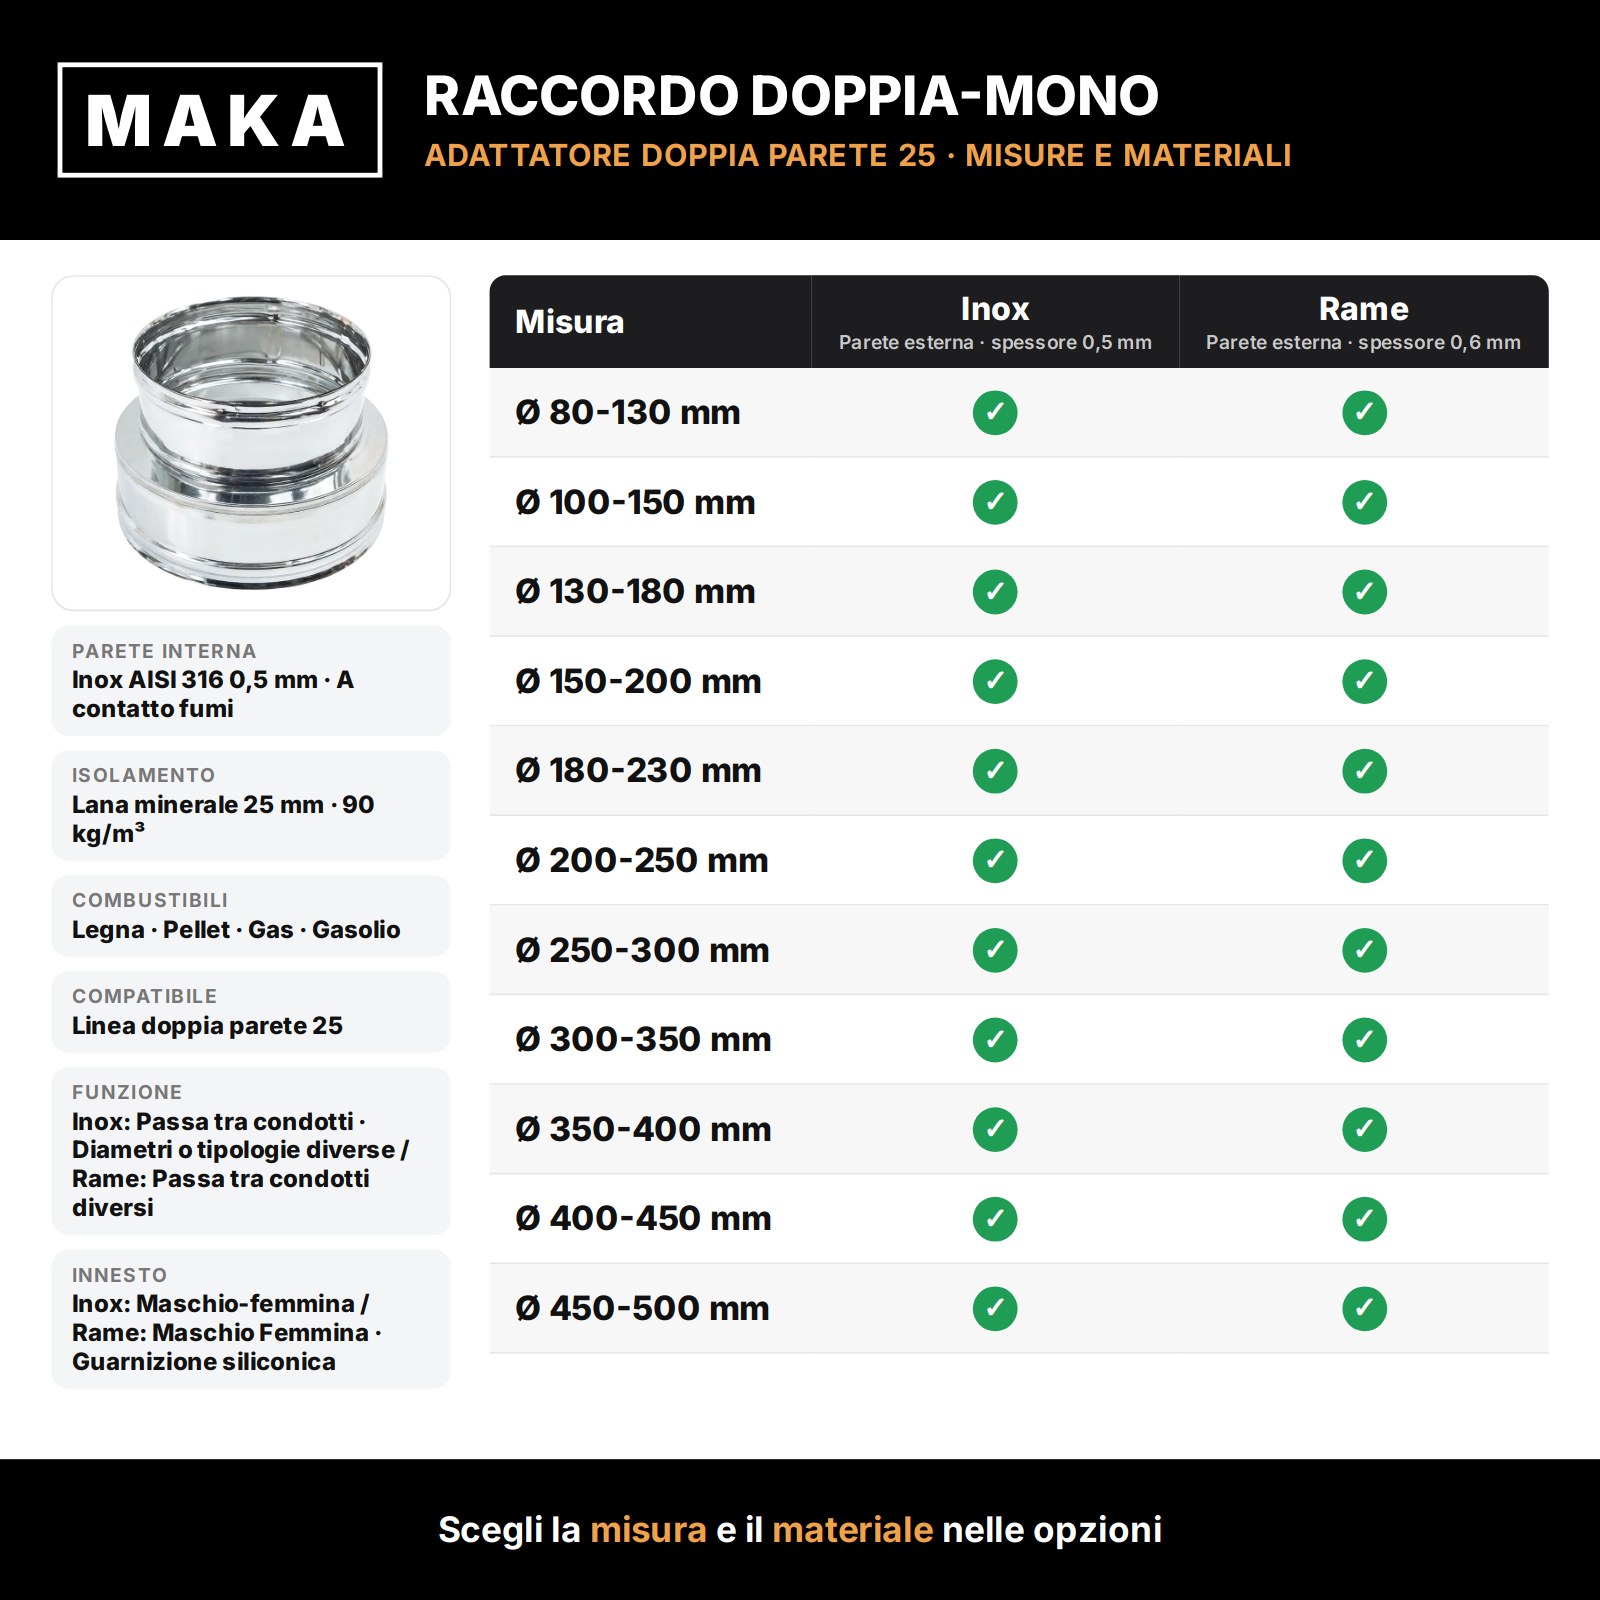 MAKA
RACCORDO DOPPIA-MONO
ADATTATORE DOPPIA PARETE 25 · MISURE E MATERIALI
PARETE INTERNA
Inox AISI 316 0,5 mm · A
contatto fumi
ISOLAMENTO
Lana minerale 25 mm · 90
kg/m³
COMBUSTIBILI
Legna · Pellet · Gas · Gasolio
COMPATIBILE
Linea doppia parete 25
FUNZIONE
Inox: Passa tra condotti ·
Diametri o tipologie diverse /
Rame: Passa tra condotti
diversi
INNESTO
Inox: Maschio-femmina /
Rame: Maschio Femmina ·
Guarnizione siliconica
Misura
Inox
Parete esterna · spessore 0,5 mm
Rame
Parete esterna · spessore 0,6 mm
Ø 80-130 mm ✓ ✓
Ø 100-150 mm ✓ ✓
Ø 130-180 mm ✓ ✓
Ø 150-200 mm ✓ ✓
Ø 180-230 mm ✓ ✓
Ø 200-250 mm ✓ ✓
Ø 250-300 mm ✓ ✓
Ø 300-350 mm ✓ ✓
Ø 350-400 mm ✓ ✓
Ø 400-450 mm ✓ ✓
Ø 450-500 mm ✓ ✓
Scegli la misura e il materiale nelle opzioni